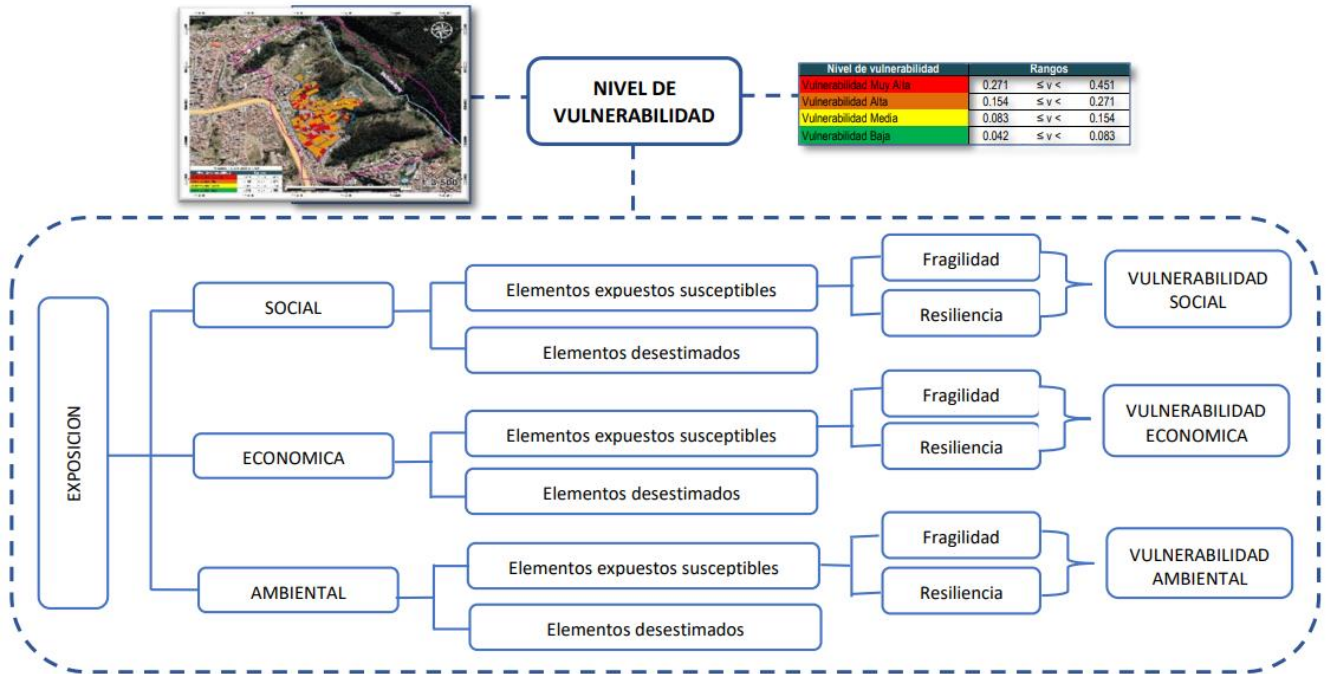 NIVEL DE
VULNERABILIDAD
Nivel de vulnerabilidad Rangos
Vulnerabilidad Muy Alta 0.271 ≤ v < 0.451
Vulnerabilidad Alta 0.154 ≤ v < 0.271
Vulnerabilidad Media 0.083 ≤ v < 0.154
Vulnerabilidad Baja 0.042 ≤ v < 0.083
EXPOSICION
SOCIAL
Elementos expuestos susceptibles
Elementos desestimados
Fragilidad
Resiliencia
VULNERABILIDAD
SOCIAL
ECONOMICA
Elementos expuestos susceptibles
Elementos desestimados
Fragilidad
Resiliencia
VULNERABILIDAD
ECONOMICA
AMBIENTAL
Elementos expuestos susceptibles
Elementos desestimados
Fragilidad
Resiliencia
VULNERABILIDAD
AMBIENTAL